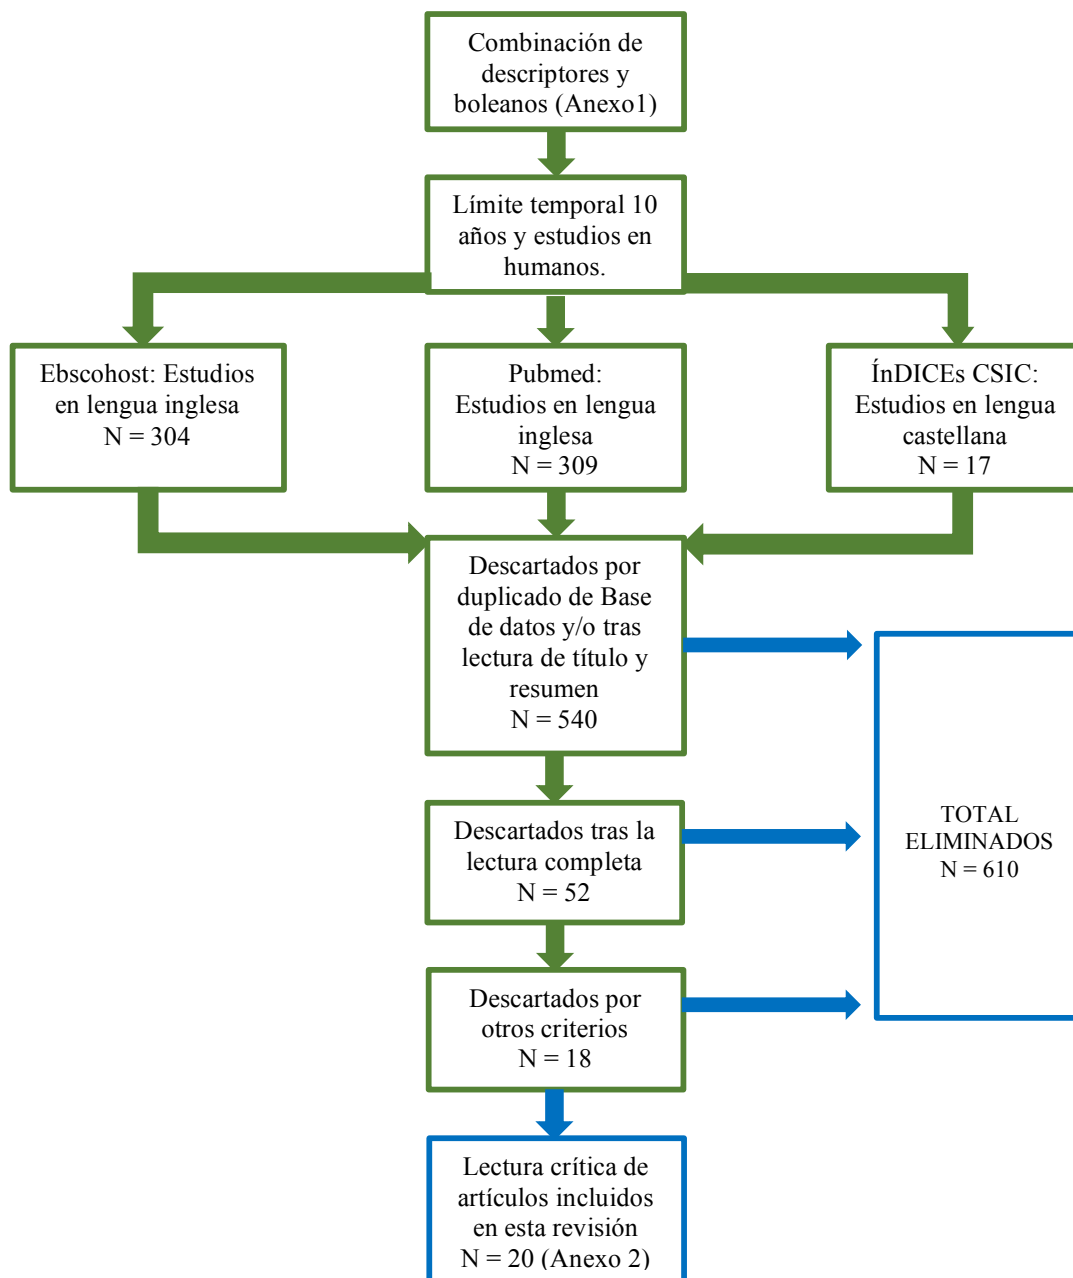 Combinación de
descriptores y
boleanos (Anexo1)
Límite temporal 10
años y estudios en
humanos.
Ebscohost: Estudios
en lengua inglesa
N = 304
Pubmed:
Estudios en lengua
inglesa
N = 309
ÍnDICEs CSIC:
Estudios en lengua
castellana
N = 17
Descartados por
duplicado de Base
de datos y/o tras
lectura de título y
resumen
N = 540
Descartados tras la
lectura completa
N = 52
Descartados por
otros criterios
N = 18
TOTAL
ELIMINADOS
N = 610
Lectura crítica de
artículos incluidos
en esta revisión
N = 20 (Anexo 2)